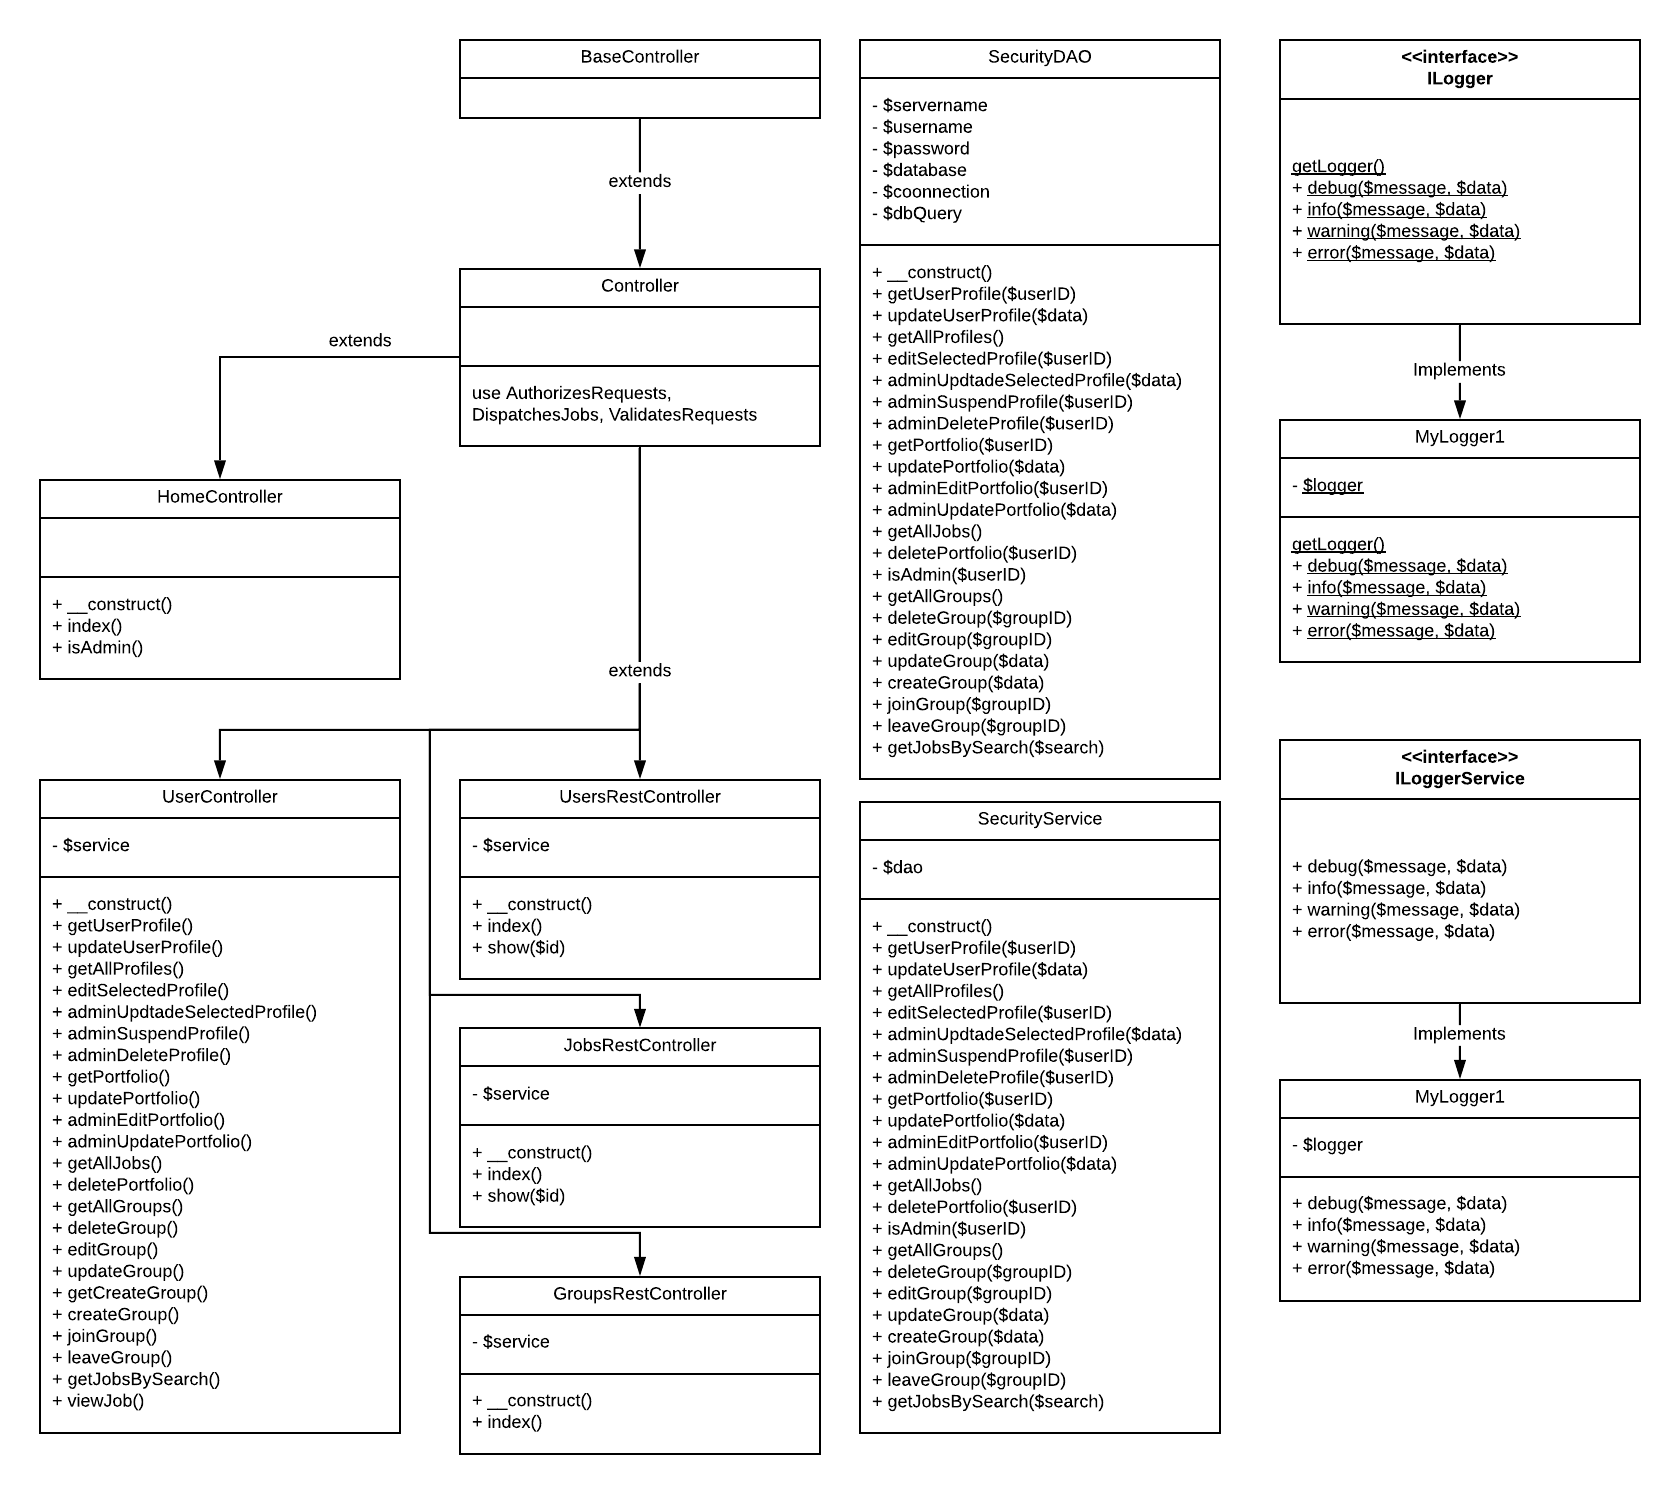 BaseController
extends
Controller
use AuthorizesRequests,
DispatchesJobs, ValidatesRequests
extends
HomeController
+ __construct()
+ index()
+ isAdmin()
extends
UserController
- $service
+ __construct()
+ getUserProfile()
+ updateUserProfile()
+ getAllProfiles()
+ editSelectedProfile()
+ adminUpdtadeSelectedProfile()
+ adminSuspendProfile()
+ adminDeleteProfile()
+ getPortfolio()
+ updatePortfolio()
+ adminEditPortfolio()
+ adminUpdatePortfolio()
+ getAllJobs()
+ deletePortfolio()
+ getAllGroups()
+ deleteGroup()
+ editGroup()
+ updateGroup()
+ getCreateGroup()
+ createGroup()
+ joinGroup()
+ leaveGroup()
+ getJobsBySearch()
+ viewJob()
UsersRestController
- $service
+ __construct()
+ index()
+ show($id)
JobsRestController
- $service
+ __construct()
+ index()
+ show($id)
GroupsRestController
- $service
+ __construct()
+ index()
SecurityDAO
- $servername
- $username
- $password
- $database
- $coonnection
- $dbQuery
+ __construct()
+ getUserProfile($userID)
+ updateUserProfile($data)
+ getAllProfiles()
+ editSelectedProfile($userID)
+ adminUpdtadeSelectedProfile($data)
+ adminSuspendProfile($userID)
+ adminDeleteProfile($userID)
+ getPortfolio($userID)
+ updatePortfolio($data)
+ adminEditPortfolio($userID)
+ adminUpdatePortfolio($data)
+ getAllJobs()
+ deletePortfolio($userID)
+ isAdmin($userID)
+ getAllGroups()
+ deleteGroup($groupID)
+ editGroup($groupID)
+ updateGroup($data)
+ createGroup($data)
+ joinGroup($groupID)
+ leaveGroup($groupID)
+ getJobsBySearch($search)
SecurityService
- $dao
+ __construct()
+ getUserProfile($userID)
+ updateUserProfile($data)
+ getAllProfiles()
+ editSelectedProfile($userID)
+ adminUpdtadeSelectedProfile($data)
+ adminSuspendProfile($userID)
+ adminDeleteProfile($userID)
+ getPortfolio($userID)
+ updatePortfolio($data)
+ adminEditPortfolio($userID)
+ adminUpdatePortfolio($data)
+ getAllJobs()
+ deletePortfolio($userID)
+ isAdmin($userID)
+ getAllGroups()
+ deleteGroup($groupID)
+ editGroup($groupID)
+ updateGroup($data)
+ createGroup($data)
+ joinGroup($groupID)
+ leaveGroup($groupID)
+ getJobsBySearch($search)
<<interface>>
ILogger
getLogger()
+ debug($message, $data)
+ info($message, $data)
+ warning($message, $data)
+ error($message, $data)
Implements
MyLogger1
- $logger
getLogger()
+ debug($message, $data)
+ info($message, $data)
+ warning($message, $data)
+ error($message, $data)
<<interface>>
ILoggerService
+ debug($message, $data)
+ info($message, $data)
+ warning($message, $data)
+ error($message, $data)
Implements
MyLogger1
- $logger
+ debug($message, $data)
+ info($message, $data)
+ warning($message, $data)
+ error($message, $data)